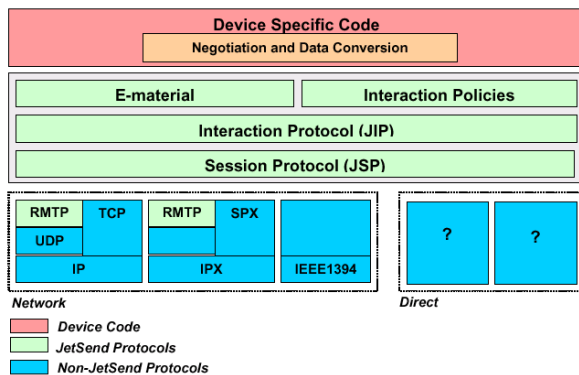 Device Specific Code
Negotiation and Data Conversion
E-material
Interaction Policies
Interaction Protocol (JIP)
Session Protocol (JSP)
RMTP
TCP
RMTP
SPX
UDP
IP
IPX
IEEE1394
?
?
Network
Direct
Device Code
JetSend Protocols
Non-JetSend Protocols